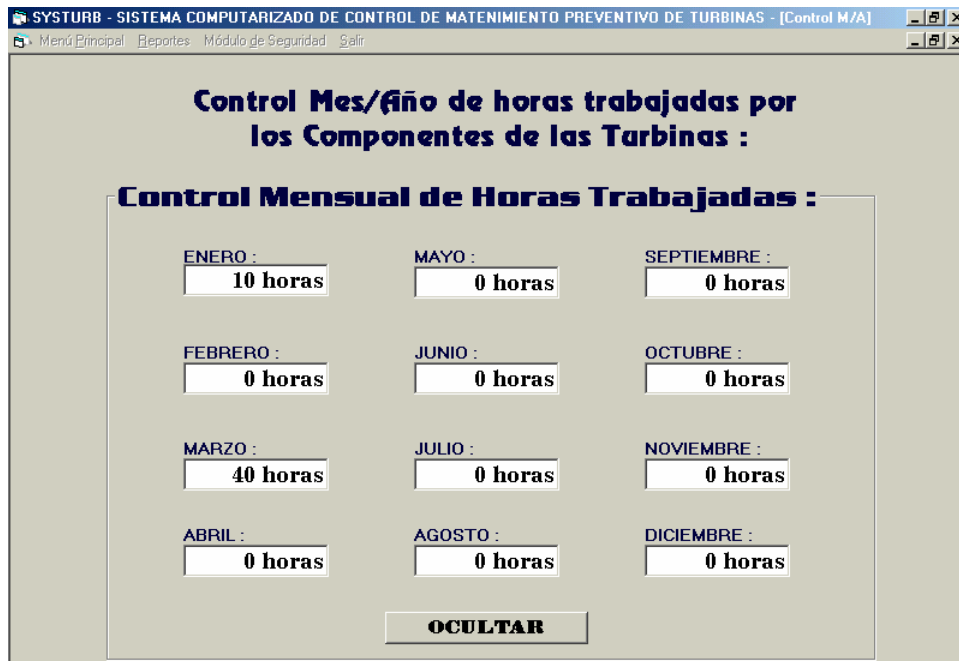 SYSTURB - SISTEMA COMPUTARIZADO DE CONTROL DE MATENIMIENTO PREVENTIVO DE TURBINAS - [Control M/A]
Menú Principal Reportes Módulo de Seguridad Salir
Control Mes/Año de horas trabajadas por
los Componentes de las Turbinas :
Control Mensual de Horas Trabajadas :
ENERO : MAYO : SEPTIEMBRE :
10 horas 0 horas 0 horas
FEBRERO : JUNIO : OCTUBRE :
0 horas 0 horas 0 horas
MARZO : JULIO : NOVIEMBRE :
40 horas 0 horas 0 horas
ABRIL : AGOSTO : DICIEMBRE :
0 horas 0 horas 0 horas
OCULTAR